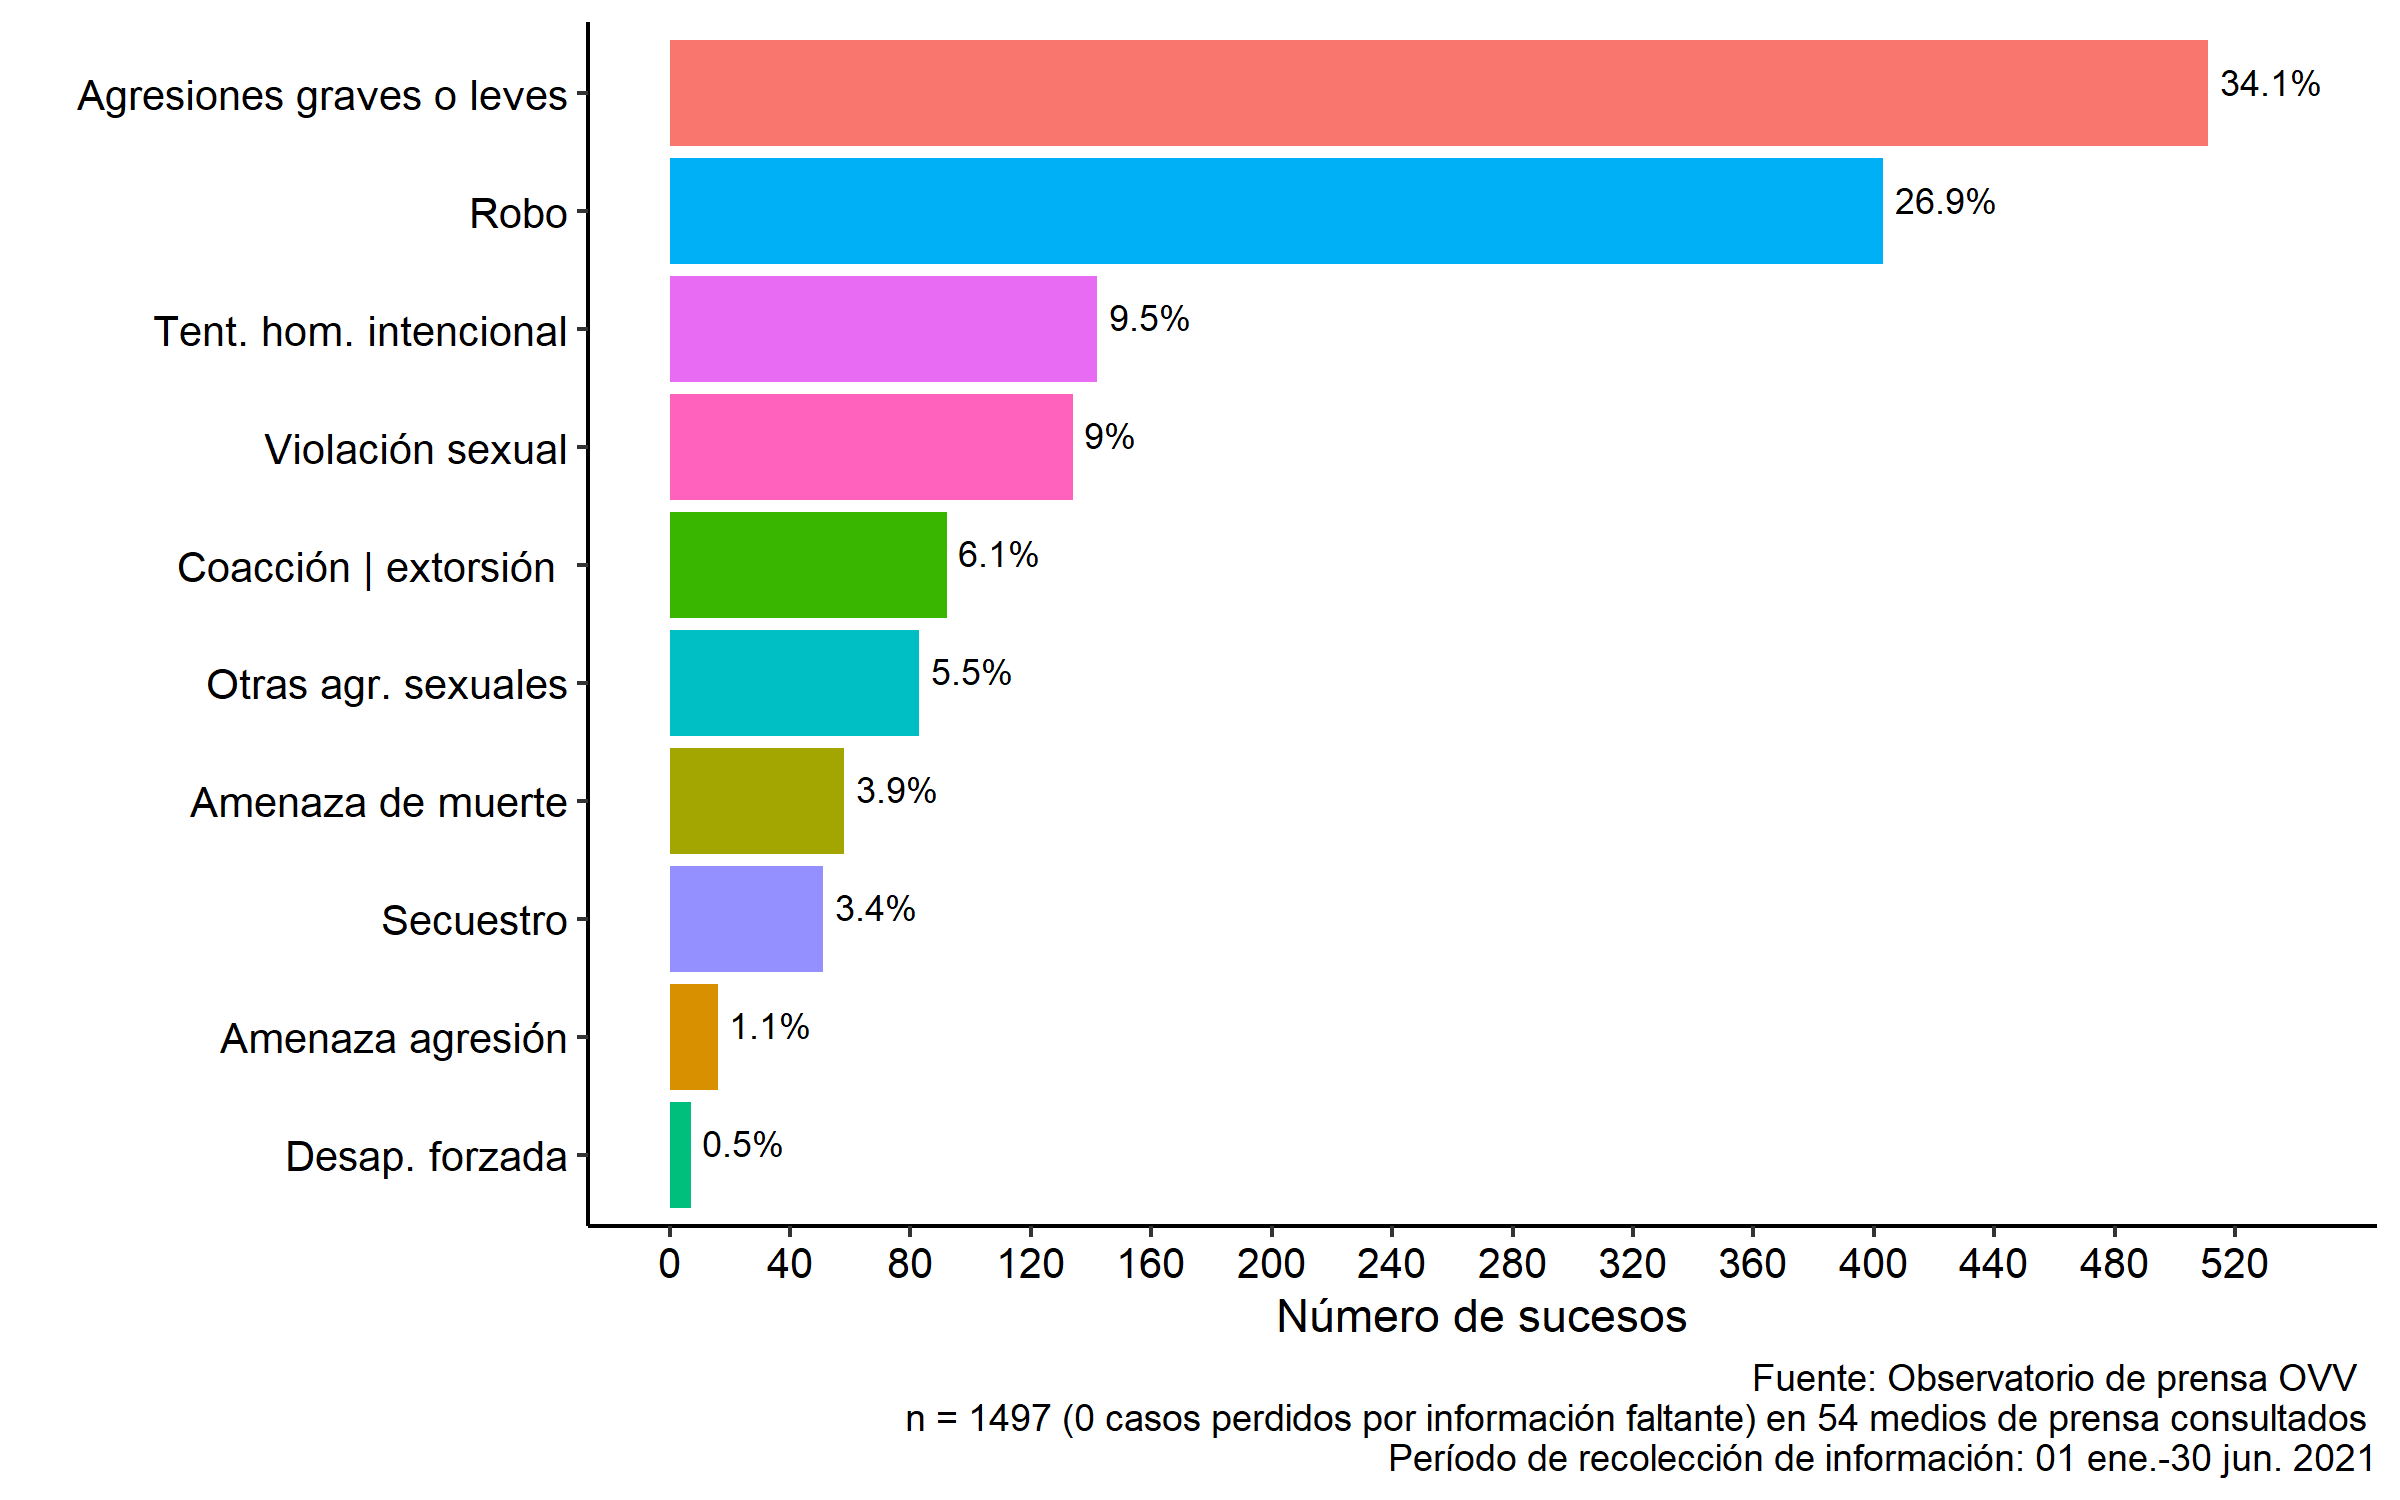 Agresiones graves o leves 34.1%
Robo 26.9%
Tent. hom. intencional 9.5%
Violación sexual 9%
Coacción | extorsión 6.1%
Otras agr. sexuales 5.5%
Amenaza de muerte 3.9%
Secuestro 3.4%
Amenaza agresión 1.1%
Desap. forzada 0.5%
0 40 80 120 160 200 240 280 320 360 400 440 480 520
Número de sucesos
Fuente: Observatorio de prensa OVV
n = 1497 (0 casos perdidos por información faltante) en 54 medios de prensa consultados
Período de recolección de información: 01 ene.-30 jun. 2021